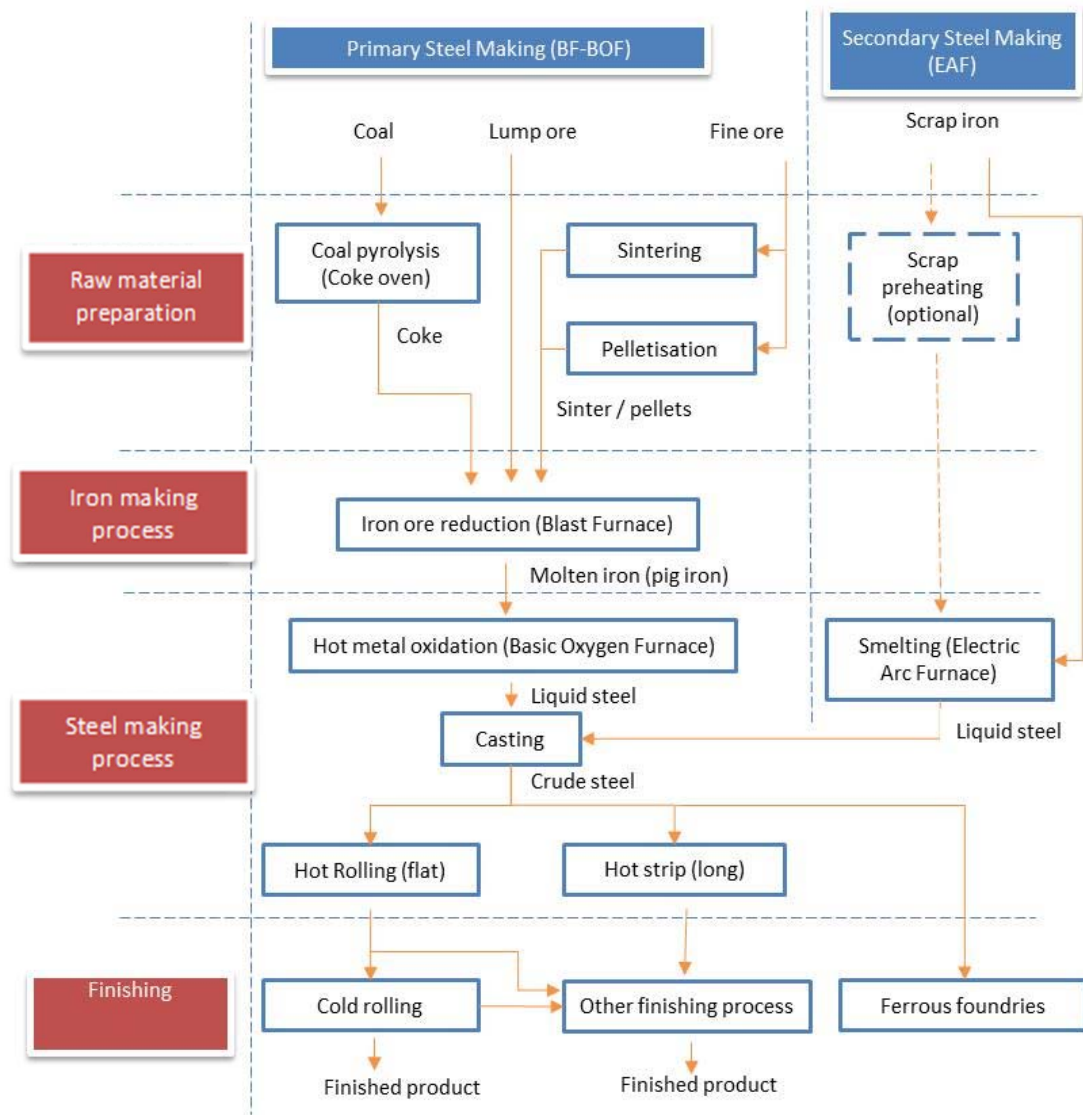 Primary Steel Making (BF-BOF)
Secondary Steel Making
(EAF)
Coal
Lump ore
Fine ore
Scrap iron
Raw material
preparation
Coal pyrolysis
(Coke oven)
Sintering
Scrap
preheating
(optional)
Coke
Pelletisation
Sinter / pellets
Iron making
process
Iron ore reduction (Blast Furnace)
Molten iron (pig iron)
Steel making
process
Hot metal oxidation (Basic Oxygen Furnace)
Smelting (Electric
Arc Furnace)
Liquid steel
Liquid steel
Casting
Crude steel
Hot Rolling (flat)
Hot strip (long)
Finishing
Cold rolling
Other finishing process
Ferrous foundries
Finished product
Finished product